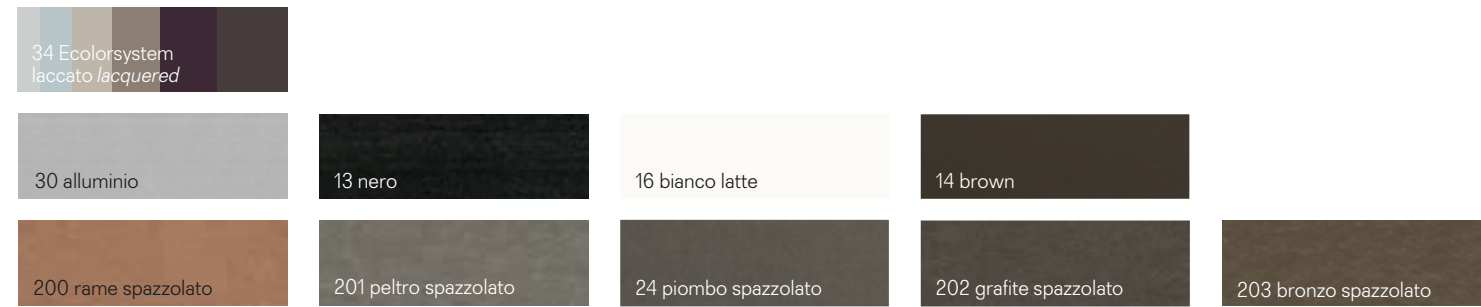 34 Ecolorsystem
laccato lacquered
30 alluminio
13 nero
16 bianco latte
14 brown
200 rame spazzolato
201 peltro spazzolato
24 piombo spazzolato
202 grafite spazzolato
203 bronzo spazzolato